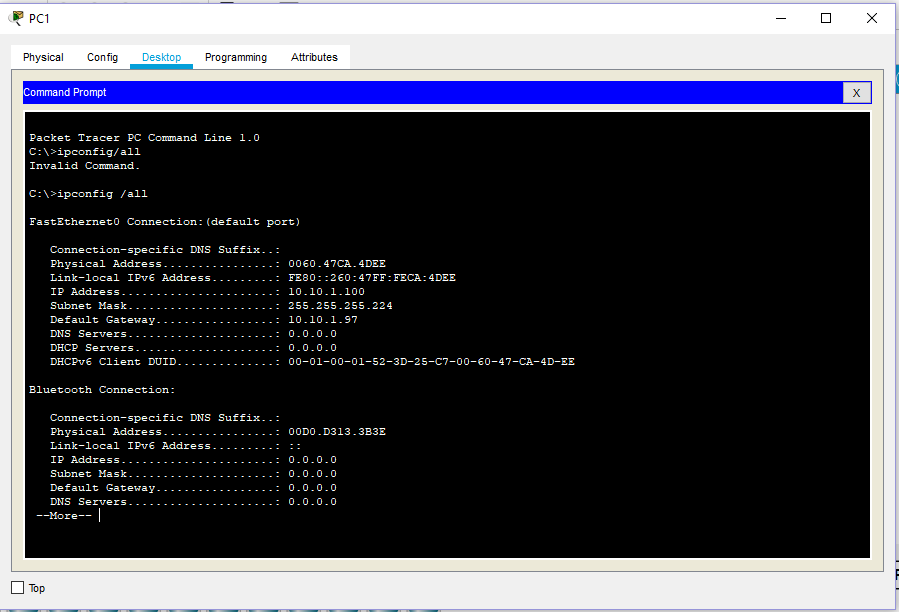 PC1
Physical Config Desktop Programming Attributes
Command Prompt X
Packet Tracer PC Command Line 1.0
C:\>ipconfig/all
Invalid Command.
C:\>ipconfig /all
FastEthernet0 Connection:(default port)
Connection-specific DNS Suffix..:
Physical Address................: 0060.47CA.4DEE
Link-local IPv6 Address.........: FE80::260:47FF:FECA:4DEE
IP Address......................: 10.10.1.100
Subnet Mask.....................: 255.255.255.224
Default Gateway.................: 10.10.1.97
DNS Servers.....................: 0.0.0.0
DHCP Servers....................: 0.0.0.0
DHCPv6 Client DUID..............: 00-01-00-01-52-3D-25-C7-00-60-47-CA-4D-EE
Bluetooth Connection:
Connection-specific DNS Suffix..:
Physical Address................: 00D0.D313.3B3E
Link-local IPv6 Address.........: ::
IP Address......................: 0.0.0.0
Subnet Mask.....................: 0.0.0.0
Default Gateway.................: 0.0.0.0
DNS Servers.....................: 0.0.0.0
--More--
Top